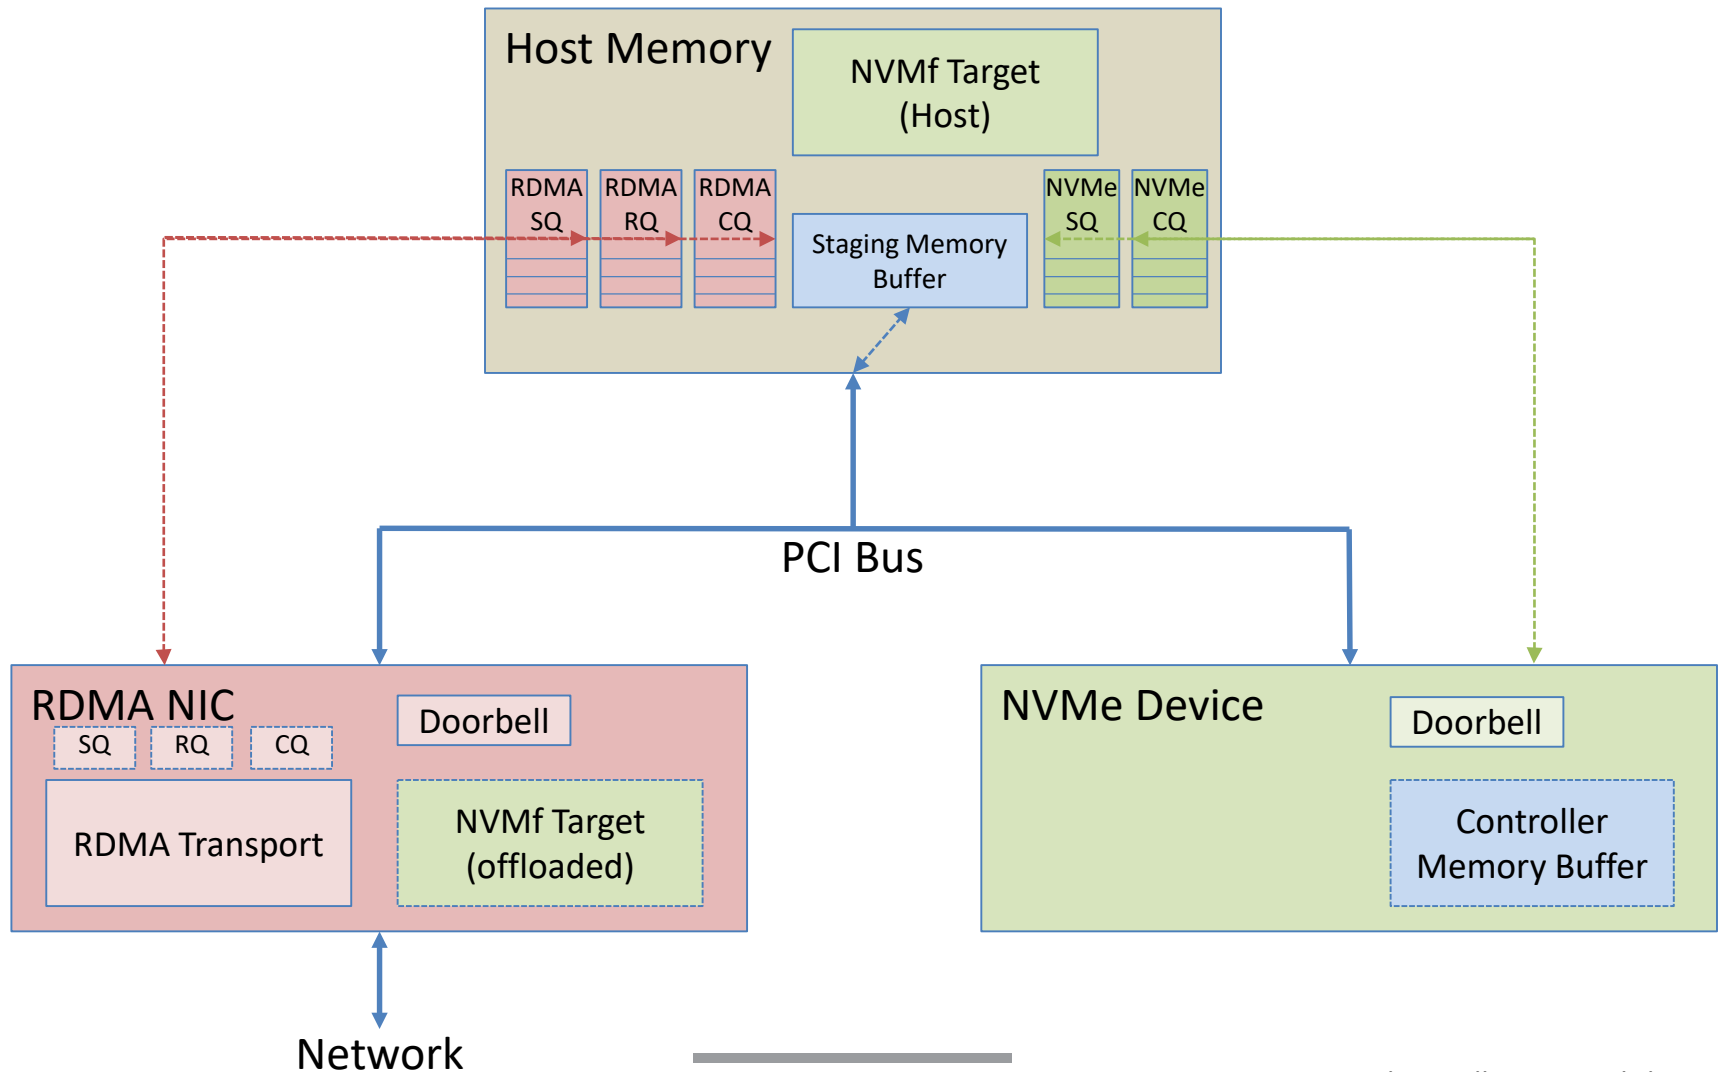 Host Memory
NVMf Target
(Host)
RDMA
SQ
RDMA
RQ
RDMA
CQ
Staging Memory
Buffer
NVMe
SQ
NVMe
CQ
PCI Bus
RDMA NIC
SQ
RQ
CQ
Doorbell
RDMA Transport
NVMf Target
(offloaded)
NVMe Device
Doorbell
Controller
Memory Buffer
Network